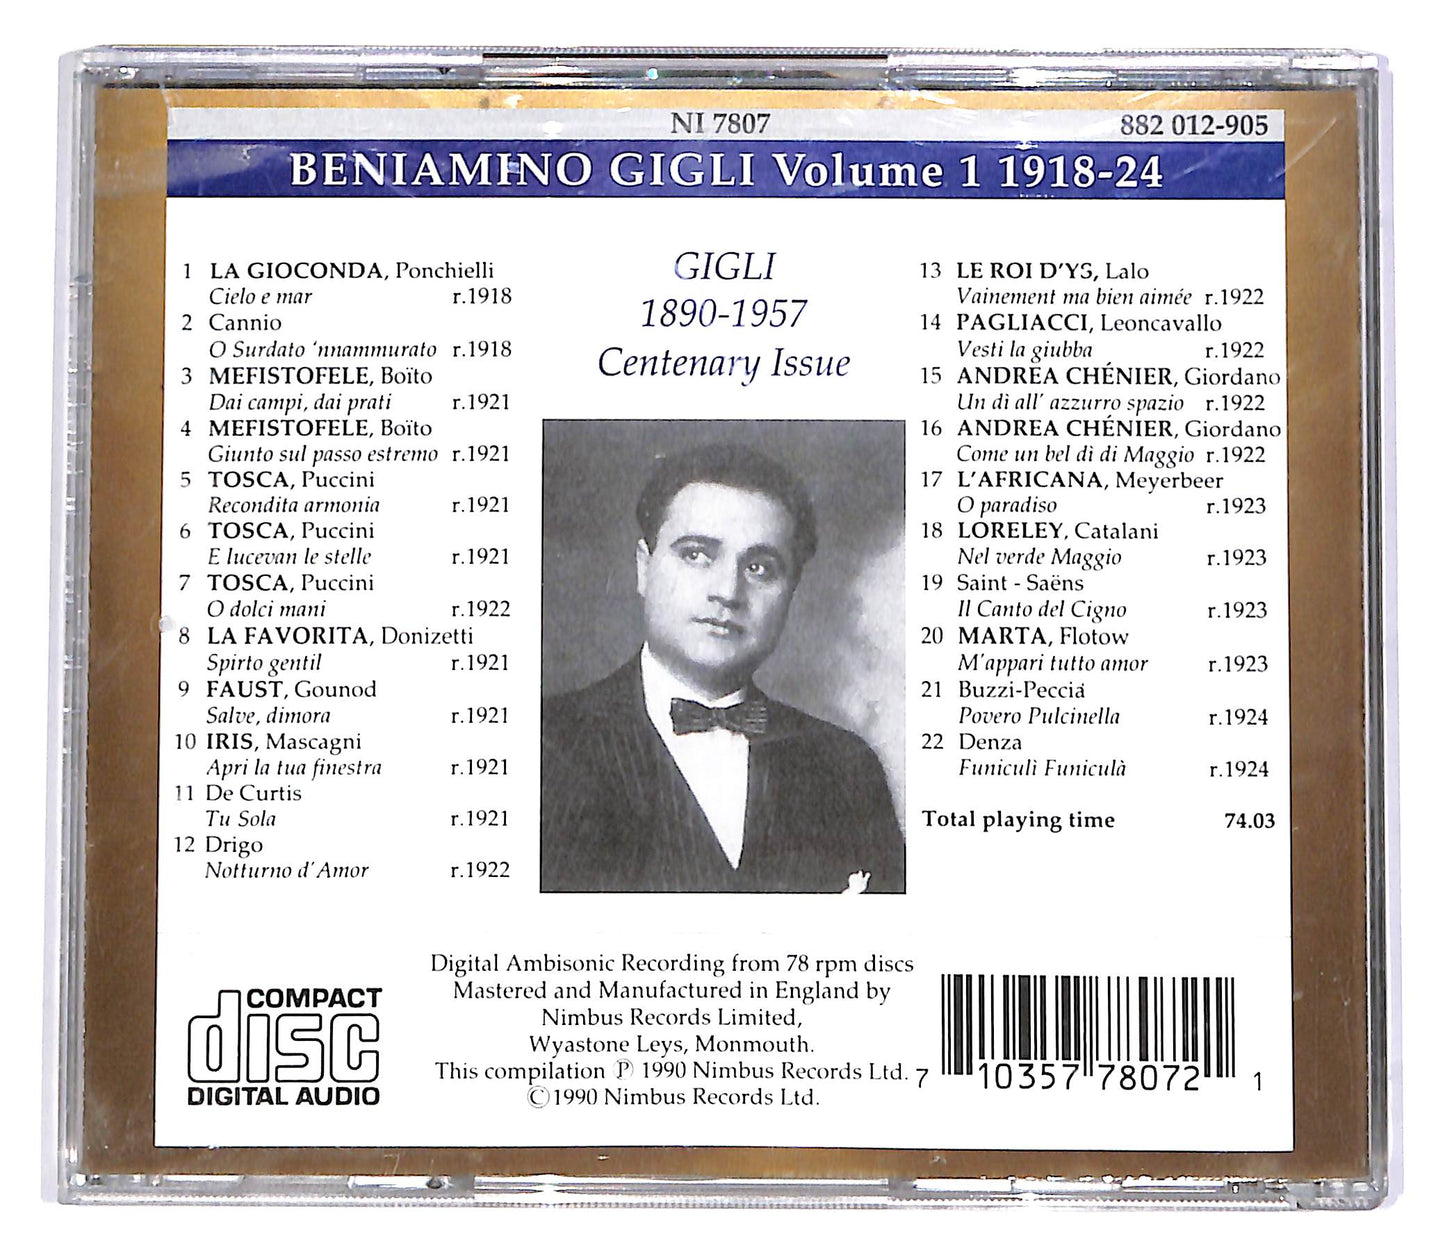 NI 7807
882 012-905
BENIAMINO GIGLI Volume 1 1918-24
1 LA GIOCONDA, Ponchielli
Cielo e mar r.1918
2 Cannio
O Surdato 'nnammurato r.1918
3 MEFISTOFELE, Boïto
Dai campi, dai prati r.1921
4 MEFISTOFELE, Boïto
Giunto sul passo estremo r.1921
5 TOSCA, Puccini
Recondita armonia r.1921
6 TOSCA, Puccini
E lucevan le stelle r.1921
7 TOSCA, Puccini
O dolci mani r.1922
8 LA FAVORITA, Donizetti
Spirto gentil r.1921
9 FAUST, Gounod
Salve, dimora r.1921
10 IRIS, Mascagni
Apri la tua finestra r.1921
11 De Curtis
Tu Sola r.1921
12 Drigo
Notturno d'Amor r.1922
GIGLI
1890-1957
Centenary Issue
13 LE ROI D'YS, Lalo
Vainement ma bien aimée r.1922
14 PAGLIACCI, Leoncavallo
Vesti la giubba r.1922
15 ANDREA CHÉNIER, Giordano
Un dì all' azzurro spazio r.1922
16 ANDREA CHÉNIER, Giordano
Come un bel dì di Maggio r.1922
17 L'AFRICANA, Meyerbeer
O paradiso r.1923
18 LORELEY, Catalani
Nel verde Maggio r.1923
19 Saint - Saëns
Il Canto del Cigno r.1923
20 MARTA, Flotow
M'appari tutto amor r.1923
21 Buzzi-Peccia
Povero Pulcinella r.1924
22 Denza
Funiculì Funiculà r.1924
Total playing time 74.03
COMPACT
disc
DIGITAL AUDIO
Digital Ambisonic Recording from 78 rpm discs
Mastered and Manufactured in England by
Nimbus Records Limited,
Wyastone Leys, Monmouth.
This compilation ℗ 1990 Nimbus Records Ltd.
©1990 Nimbus Records Ltd.
7 10357 78072 1